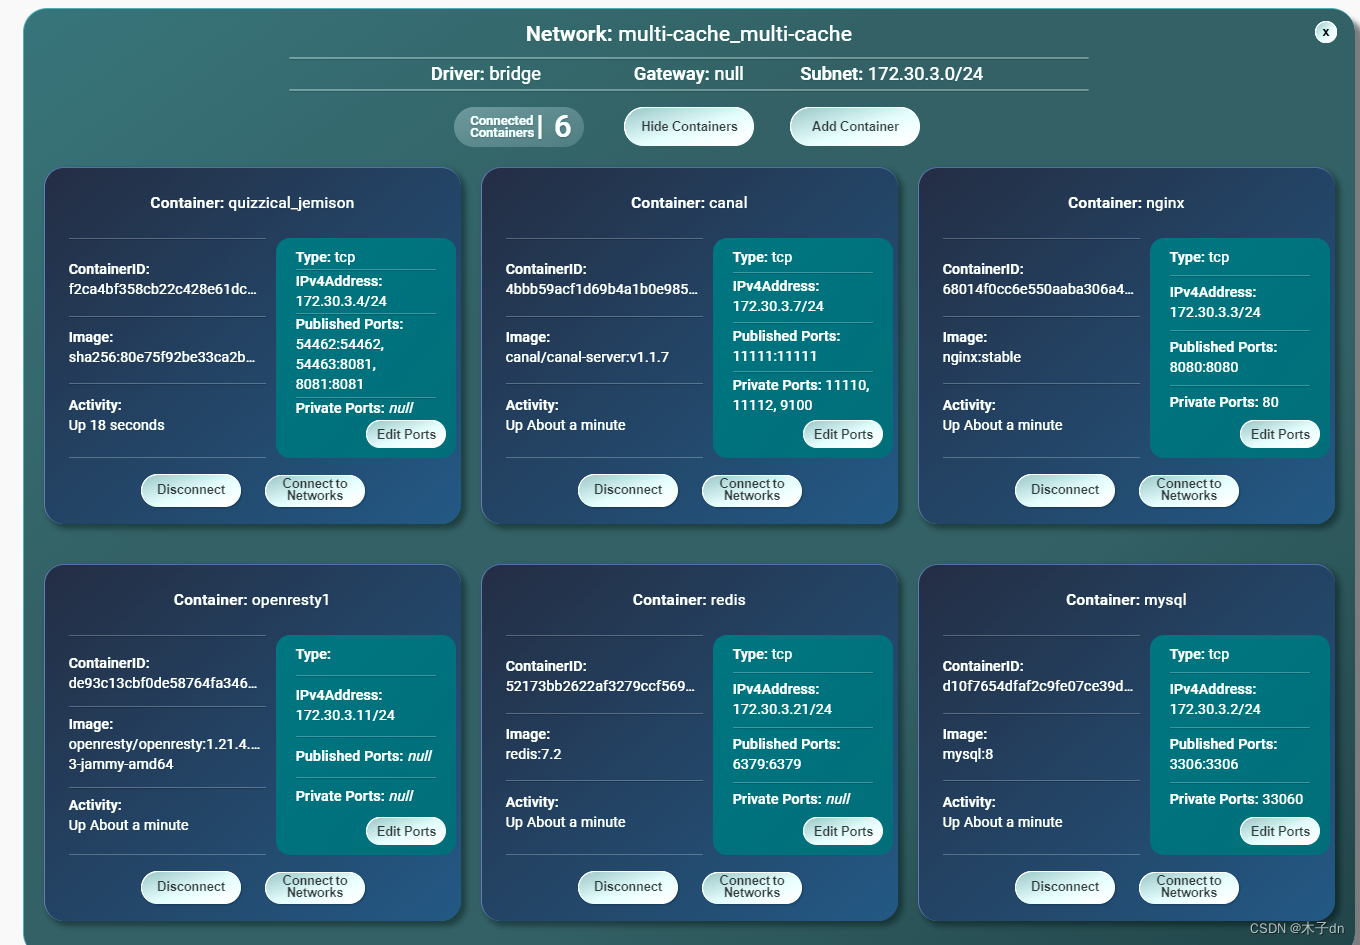 Network: multi-cache_multi-cache
x
Driver: bridge
Gateway: null
Subnet: 172.30.3.0/24
Connected
Containers
6
Hide Containers
Add Container
Container: quizzical_jemison
ContainerID:
f2ca4bf358cb22c428e61dc...
Image:
sha256:80e75f92be33ca2b...
Activity:
Up 18 seconds
Type: tcp
IPv4Address:
172.30.3.4/24
Published Ports:
54462:54462,
54463:8081,
8081:8081
Private Ports: null
Edit Ports
Disconnect
Connect to
Networks
Container: canal
ContainerID:
4bbb59acf1d69b4a1b0e985...
Image:
canal/canal-server:v1.1.7
Activity:
Up About a minute
Type: tcp
IPv4Address:
172.30.3.7/24
Published Ports:
11111:11111
Private Ports: 11110,
11112, 9100
Edit Ports
Disconnect
Connect to
Networks
Container: nginx
ContainerID:
68014f0cc6e550aaba306a4...
Image:
nginx:stable
Activity:
Up About a minute
Type: tcp
IPv4Address:
172.30.3.3/24
Published Ports:
8080:8080
Private Ports: 80
Edit Ports
Disconnect
Connect to
Networks
Container: openresty1
ContainerID:
de93c13cbf0de58764fa346...
Image:
openresty/openresty:1.21.4....
3-jammy-amd64
Activity:
Up About a minute
Type:
IPv4Address:
172.30.3.11/24
Published Ports: null
Private Ports: null
Edit Ports
Disconnect
Connect to
Networks
Container: redis
ContainerID:
52173bb2622af3279ccf569...
Image:
redis:7.2
Activity:
Up About a minute
Type: tcp
IPv4Address:
172.30.3.21/24
Published Ports:
6379:6379
Private Ports: null
Edit Ports
Disconnect
Connect to
Networks
Container: mysql
ContainerID:
d10f7654dfaf2c9fe07ce39d...
Image:
mysql:8
Activity:
Up About a minute
Type: tcp
IPv4Address:
172.30.3.2/24
Published Ports:
3306:3306
Private Ports: 33060
Edit Ports
Disconnect
Connect to
Networks
CSDN @木子dn